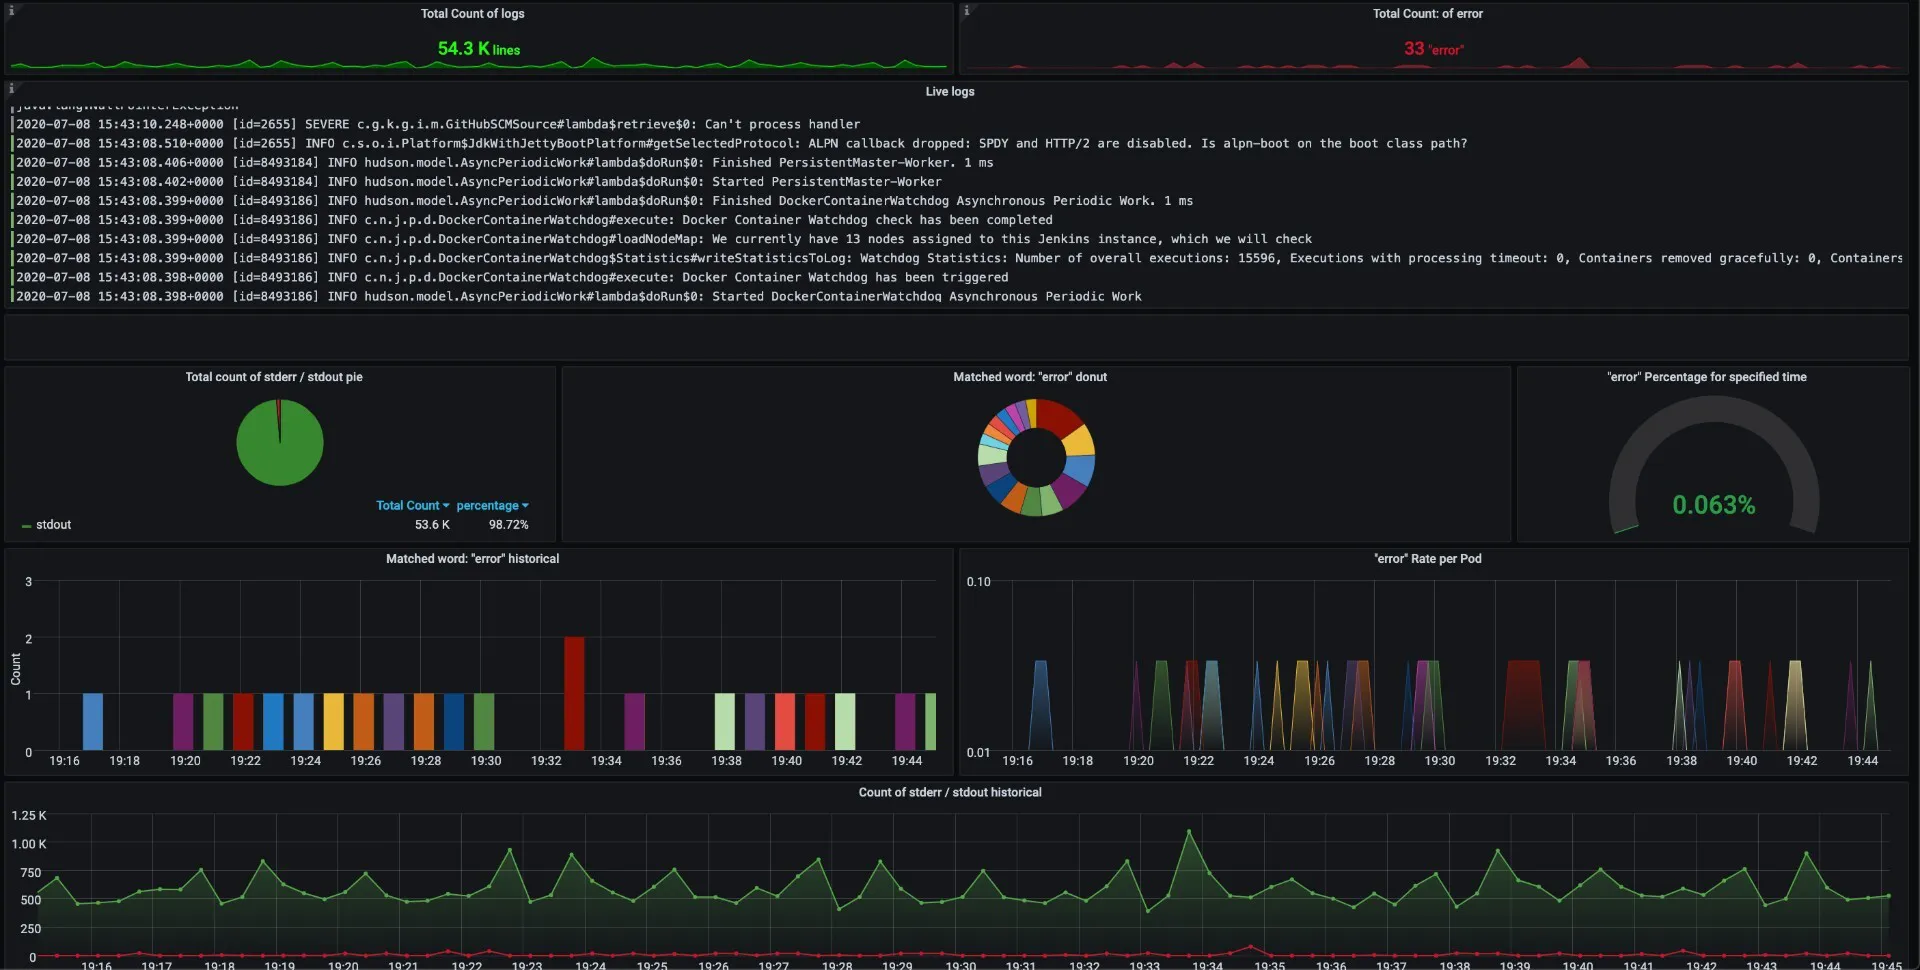 Total Count of logs
54.3 K lines
Total Count: of error
33 "error"
Live logs
java.lang.NullPointerException
2020-07-08 15:43:10.248+0000 [id=2655] SEVERE c.g.k.g.i.m.GitHubSCMSource#lambda$retrieve$0: Can't process handler
2020-07-08 15:43:08.510+0000 [id=2655] INFO c.s.o.i.Platform$JdkWithJettyBootPlatform#getSelectedProtocol: ALPN callback dropped: SPDY and HTTP/2 are disabled. Is alpn-boot on the boot class path?
2020-07-08 15:43:08.406+0000 [id=8493184] INFO hudson.model.AsyncPeriodicWork#lambda$doRun$0: Finished PersistentMaster-Worker. 1 ms
2020-07-08 15:43:08.402+0000 [id=8493184] INFO hudson.model.AsyncPeriodicWork#lambda$doRun$0: Started PersistentMaster-Worker
2020-07-08 15:43:08.399+0000 [id=8493186] INFO hudson.model.AsyncPeriodicWork#lambda$doRun$0: Finished DockerContainerWatchdog Asynchronous Periodic Work. 1 ms
2020-07-08 15:43:08.399+0000 [id=8493186] INFO c.n.j.p.d.DockerContainerWatchdog#execute: Docker Container Watchdog check has been completed
2020-07-08 15:43:08.399+0000 [id=8493186] INFO c.n.j.p.d.DockerContainerWatchdog#loadNodeMap: We currently have 13 nodes assigned to this Jenkins instance, which we will check
2020-07-08 15:43:08.399+0000 [id=8493186] INFO c.n.j.p.d.DockerContainerWatchdog$Statistics#writeStatisticsToLog: Watchdog Statistics: Number of overall executions: 15596, Executions with processing timeout: 0, Containers removed gracefully: 0, Containers
2020-07-08 15:43:08.398+0000 [id=8493186] INFO c.n.j.p.d.DockerContainerWatchdog#execute: Docker Container Watchdog has been triggered
2020-07-08 15:43:08.398+0000 [id=8493186] INFO hudson.model.AsyncPeriodicWork#lambda$doRun$0: Started DockerContainerWatchdog Asynchronous Periodic Work
Total count of stderr / stdout pie
Total Count percentage
stdout 53.6 K 98.72%
Matched word: "error" donut
"error" Percentage for specified time
0.063%
Matched word: "error" historical
Count
3
2
1
0
19:16 19:18 19:20 19:22 19:24 19:26 19:28 19:30 19:32 19:34 19:36 19:38 19:40 19:42 19:44
"error" Rate per Pod
0.10
0.01
19:16 19:18 19:20 19:22 19:24 19:26 19:28 19:30 19:32 19:34 19:36 19:38 19:40 19:42 19:44
Count of stderr / stdout historical
1.25 K
1.00 K
750
500
250
0
19:16 19:17 19:18 19:19 19:20 19:21 19:22 19:23 19:24 19:25 19:26 19:27 19:28 19:29 19:30 19:31 19:32 19:33 19:34 19:35 19:36 19:37 19:38 19:39 19:40 19:41 19:42 19:43 19:44 19:45